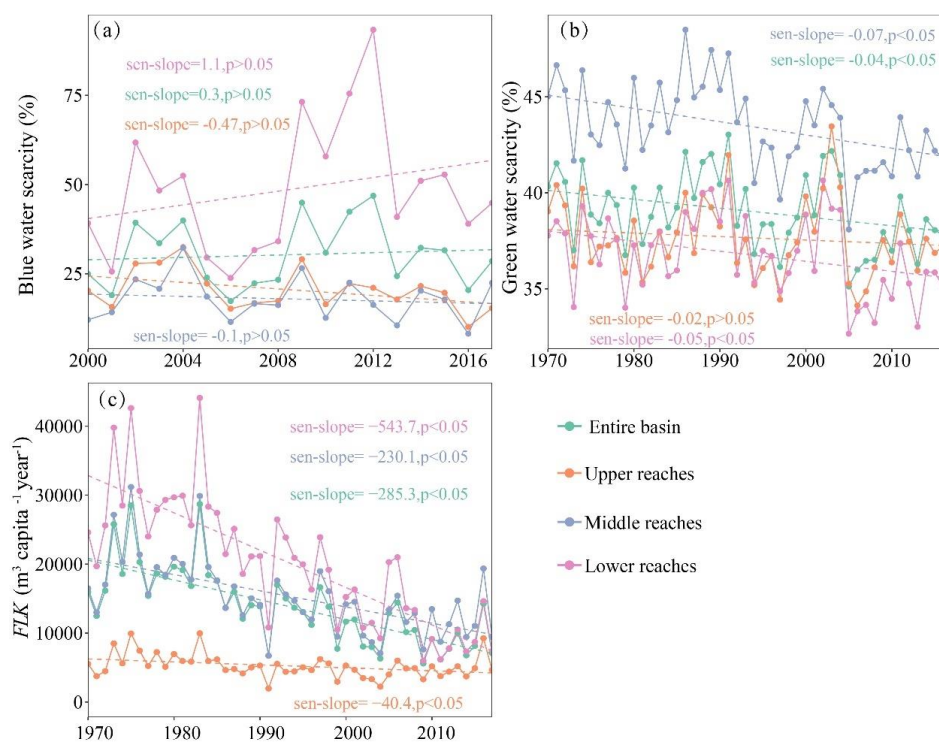 (a)
Blue water scarcity (%)
75
50
25
sen-slope=1.1,p>0.05
sen-slope=0.3,p>0.05
sen-slope= -0.47,p>0.05
sen-slope= -0.1,p>0.05
2000
2004
2008
2012
2016
(b)
Green water scarcity (%)
45
40
35
sen-slope= -0.07,p<0.05
sen-slope= -0.04,p<0.05
sen-slope= -0.02,p>0.05
sen-slope= -0.05,p<0.05
1970
1980
1990
2000
2010
(c)
FLK (m³ capita ⁻¹ year⁻¹)
40000
30000
20000
10000
0
sen-slope= −543.7,p<0.05
sen-slope= −230.1,p<0.05
sen-slope= −285.3,p<0.05
sen-slope= −40.4,p<0.05
1970
1980
1990
2000
2010
Entire basin
Upper reaches
Middle reaches
Lower reaches